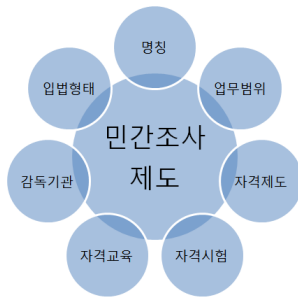 명칭
입법형태
업무범위
민간조사
제도
감독기관
자격제도
자격교육
자격시험